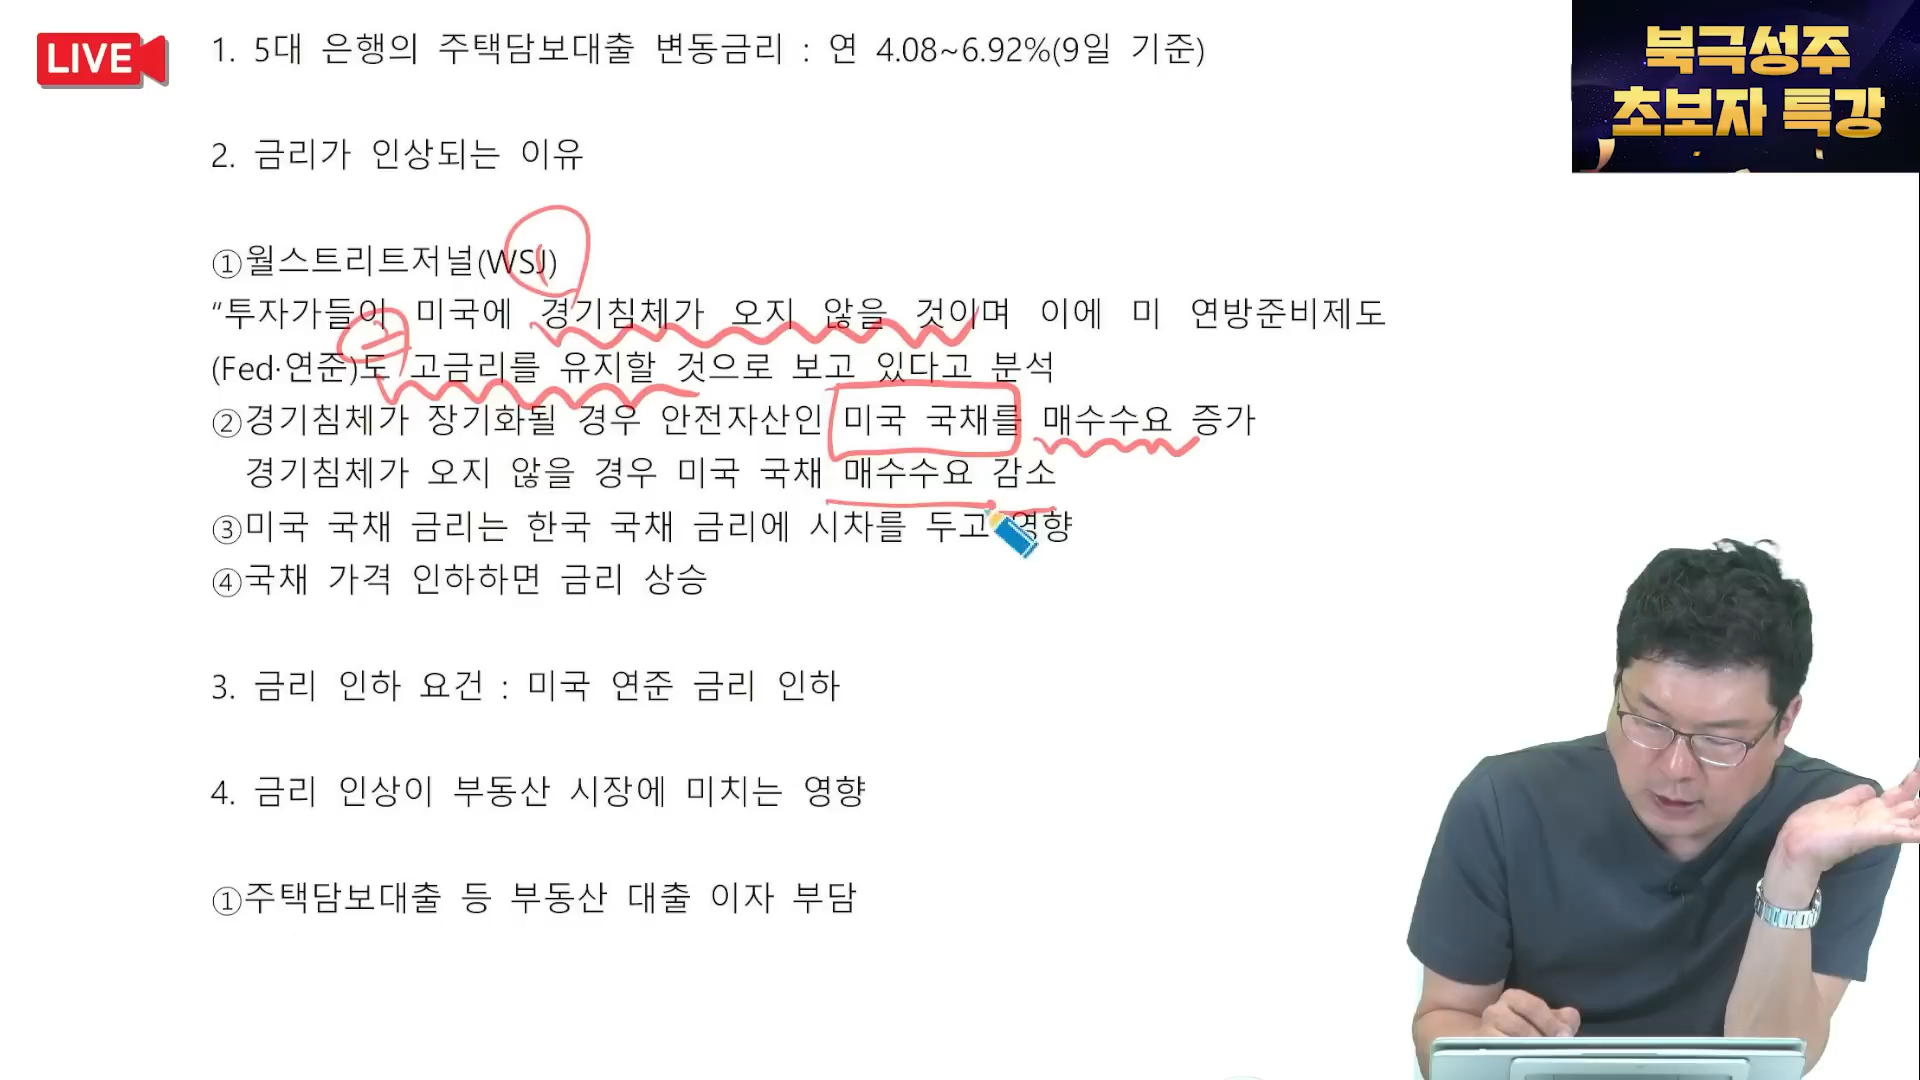 LIVE
북극성주
초보자 특강
1. 5대 은행의 주택담보대출 변동금리 : 연 4.08~6.92%(9일 기준)
2. 금리가 인상되는 이유
①월스트리트저널(WSJ)
“투자가들이 미국에 경기침체가 오지 않을 것이며 이에 미 연방준비제도
(Fed·연준)도 고금리를 유지할 것으로 보고 있다고 분석
②경기침체가 장기화될 경우 안전자산인 미국 국채를 매수수요 증가
경기침체가 오지 않을 경우 미국 국채 매수수요 감소
③미국 국채 금리는 한국 국채 금리에 시차를 두고 영향
④국채 가격 인하하면 금리 상승
3. 금리 인하 요건 : 미국 연준 금리 인하
4. 금리 인상이 부동산 시장에 미치는 영향
①주택담보대출 등 부동산 대출 이자 부담